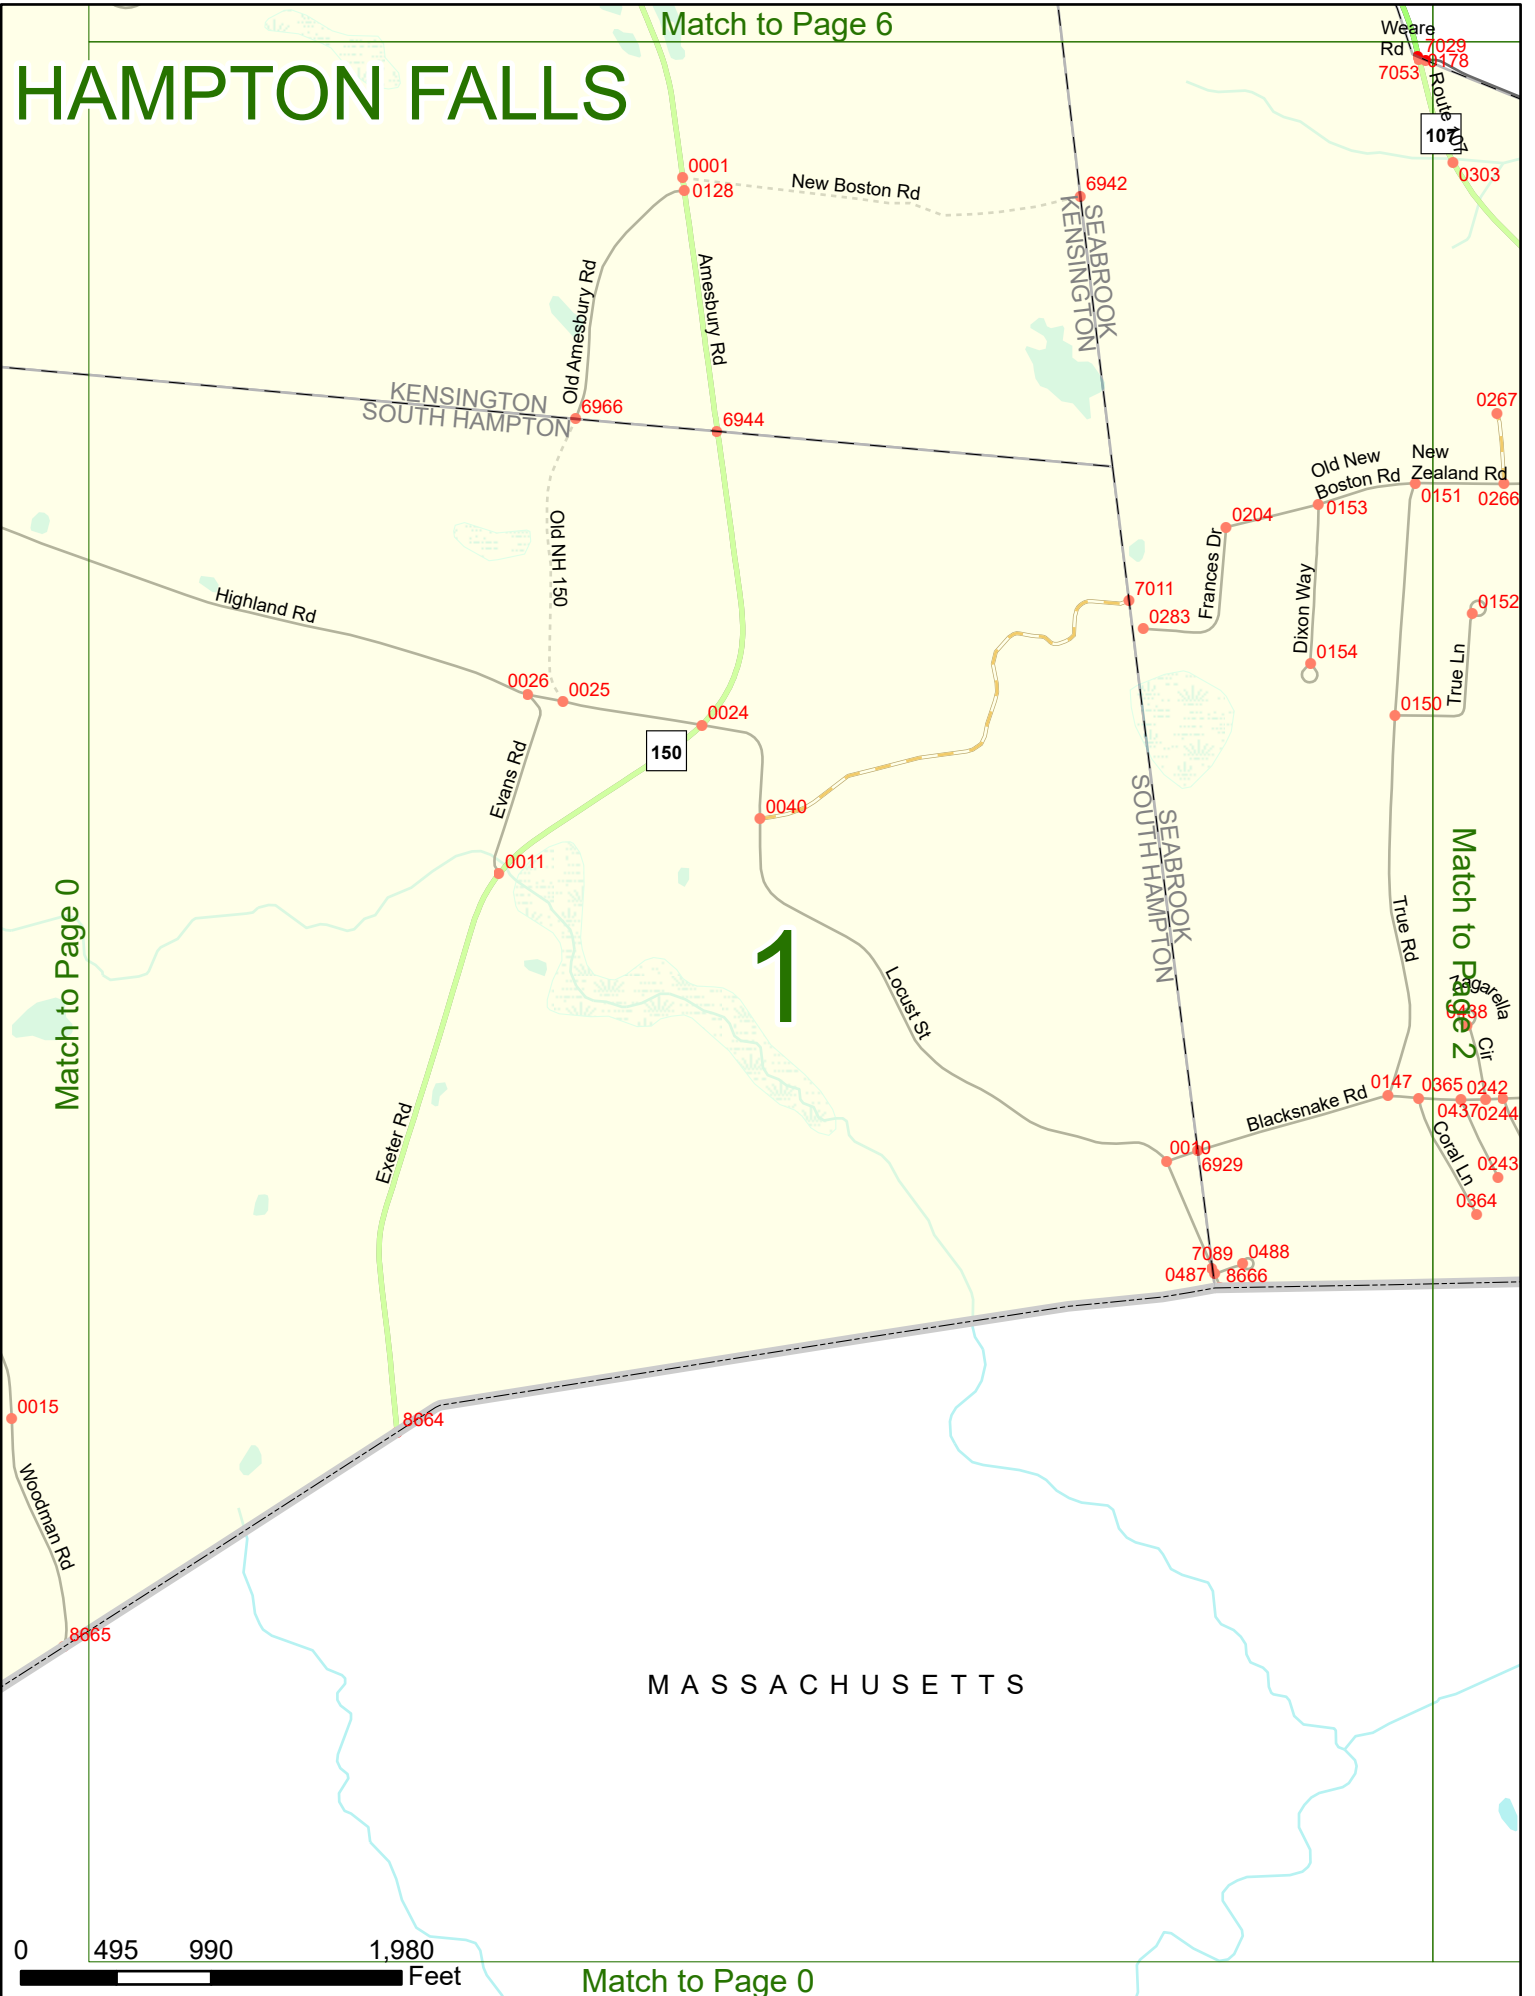 Match to Page 6
HAMPTON FALLS
Weare
Rd
7029
0178
7053
Route 107
107
0303
0001
0128
New Boston Rd
6942
SEABROOK
KENSINGTON
Old Amesbury Rd
Amesbury Rd
KENSINGTON
SOUTH HAMPTON
6966
6944
0267
Old New
Boston Rd
New
Zealand Rd
0151
0266
0153
0204
Old NH 150
Highland Rd
Frances Dr
Dixon Way
7011
0283
0152
0154
True Ln
0026
0025
0024
0150
150
Evans Rd
0040
SEABROOK
SOUTH HAMPTON
0011
Match to Page 0
1
Match to Page 2
True Rd
Locust St
Zagarella
Cir
0438
0147
0365
0242
0437
0244
Exeter Rd
Blacksnake Rd
Coral Ln
0010
6929
0243
0364
7089
0488
0487
8666
0015
8664
Woodman Rd
8665
MASSACHUSETTS
0 495 990 1,980
Feet
Match to Page 0